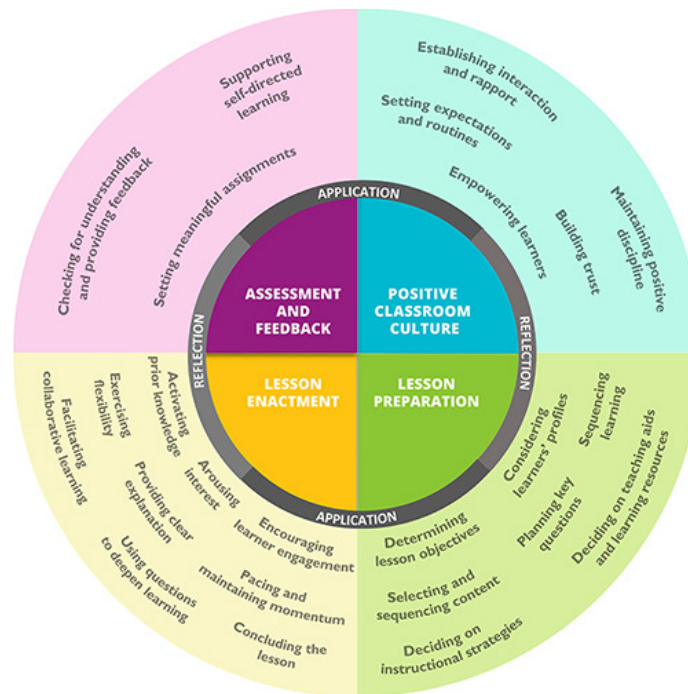 Supporting
self-directed
learning
Checking for understanding
and providing feedback
Setting meaningful assignments
Establishing interaction
and rapport
Setting expectations
and routines
Empowering learners
Building trust
Maintaining positive
discipline
APPLICATION
REFLECTION
REFLECTION
APPLICATION
ASSESSMENT
AND
FEEDBACK
POSITIVE
CLASSROOM
CULTURE
LESSON
ENACTMENT
LESSON
PREPARATION
Activating
prior knowledge
Exercising
flexibility
Facilitating
collaborative learning
Arousing
interest
Providing clear
explanation
Using questions
to deepen learning
Encouraging
learner engagement
Pacing and
maintaining momentum
Concluding the
lesson
Determining
lesson objectives
Selecting and
sequencing content
Deciding on
instructional strategies
Considering
learners' profiles
Planning key
questions
Sequencing
learning
Deciding on teaching aids
and learning resources